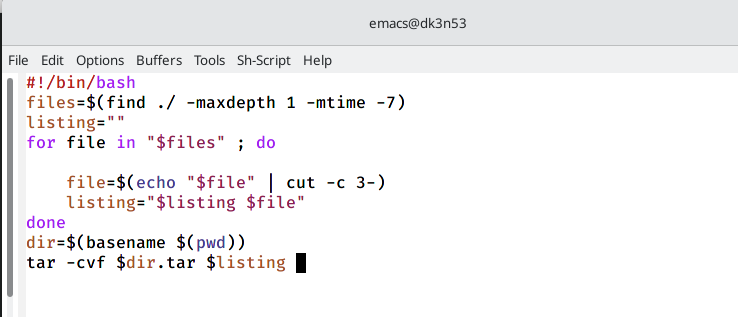 emacs@dk3n53
File Edit Options Buffers Tools Sh-Script Help
#!/bin/bash
files=$(find ./ -maxdepth 1 -mtime -7)
listing=""
for file in "$files" ; do
    file=$(echo "$file" | cut -c 3-)
    listing="$listing $file"
done
dir=$(basename $(pwd))
tar -cvf $dir.tar $listing